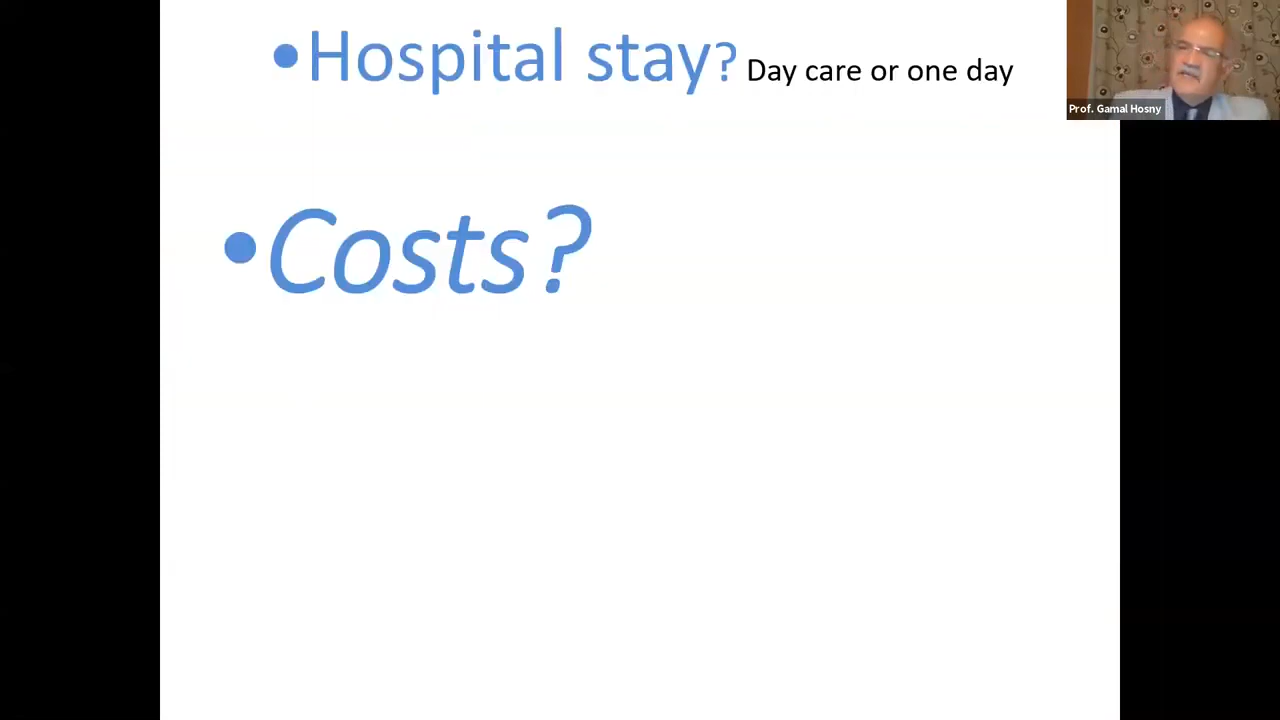 •Hospital stay? Day care or one day
Prof. Gamal Hosny
•Costs?